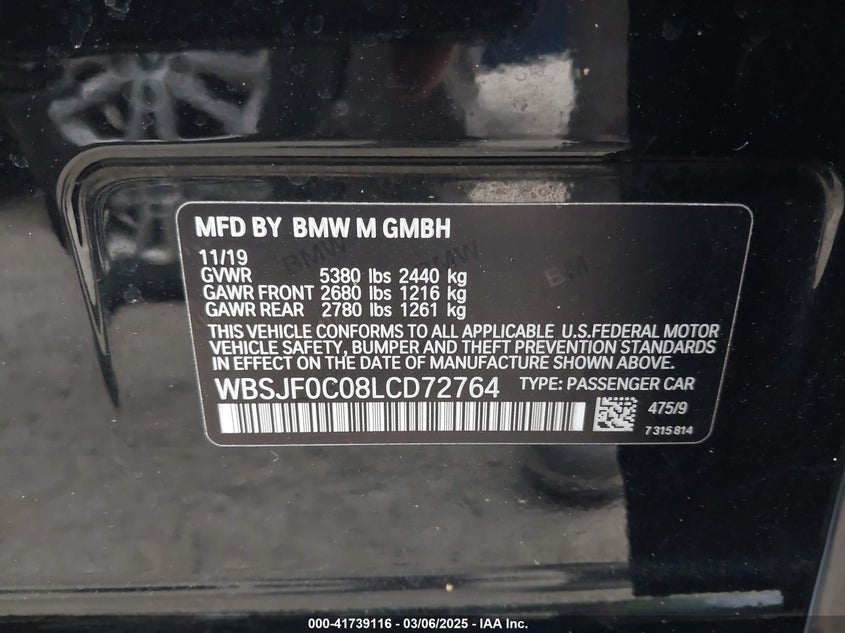 MFD BY BMW M GMBH
11/19
GVWR 5380 lbs 2440 kg
GAWR FRONT 2680 lbs 1216 kg
GAWR REAR 2780 lbs 1261 kg
THIS VEHICLE CONFORMS TO ALL APPLICABLE U.S.FEDERAL MOTOR
VEHICLE SAFETY, BUMPER AND THEFT PREVENTION STANDARDS
IN EFFECT ON THE DATE OF MANUFACTURE SHOWN ABOVE.
WBSJF0C08LCD72764 TYPE: PASSENGER CAR
475/9
7 315 814
BMW BMW BMW
000-41739116 - 03/06/2025 - IAA Inc.